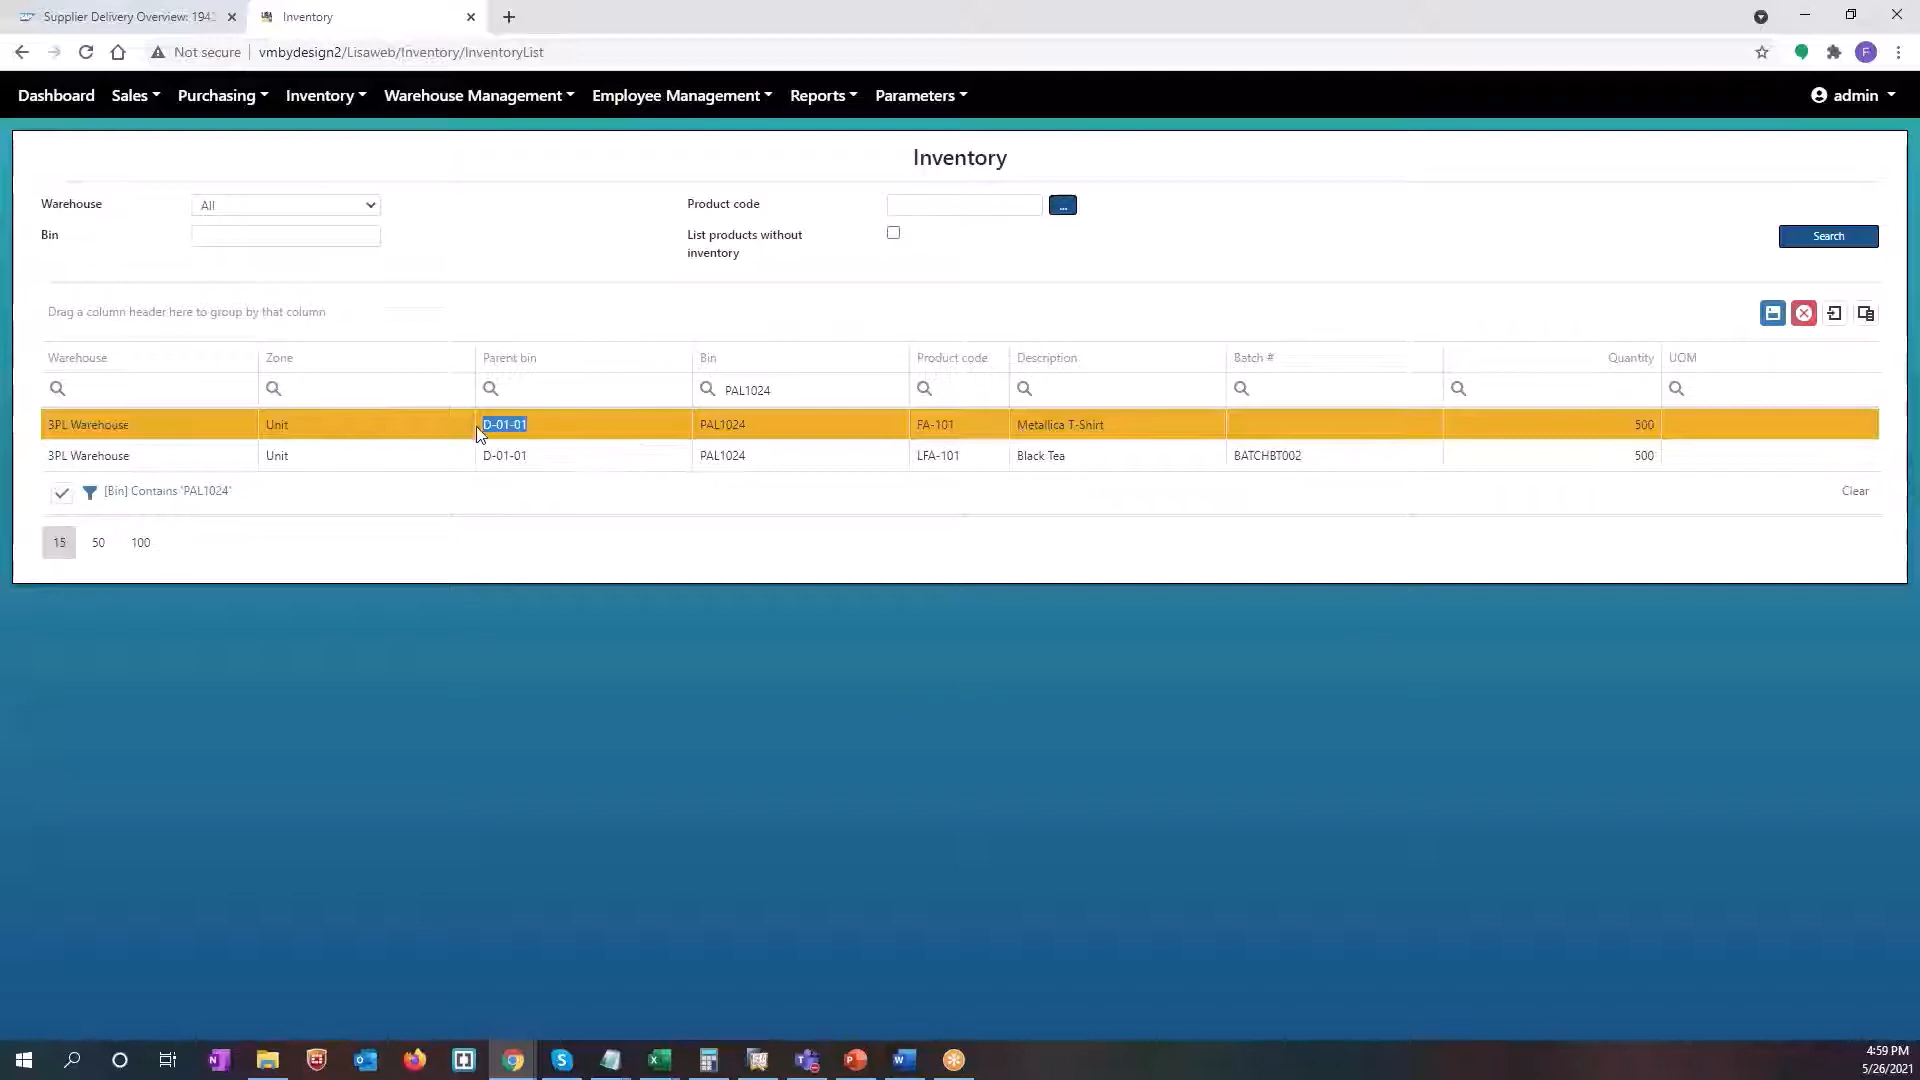 Supplier Delivery Overview: 194
Inventory
Not secure
vmbydesign2/Lisaweb/Inventory/InventoryList
F
Dashboard Sales Purchasing Inventory Warehouse Management Employee Management Reports Parameters admin
Inventory
Warehouse
All
Product code
...
Bin
List products without
inventory
Search
Drag a column header here to group by that column
Warehouse Zone Parent bin Bin Product code Description Batch # Quantity UOM
PAL1024
3PL Warehouse Unit D-01-01 PAL1024 FA-101 Metallica T-Shirt 500
3PL Warehouse Unit D-01-01 PAL1024 LFA-101 Black Tea BATCHBT002 500
[Bin] Contains 'PAL1024'
Clear
15 50 100
4:59 PM
5/26/2021